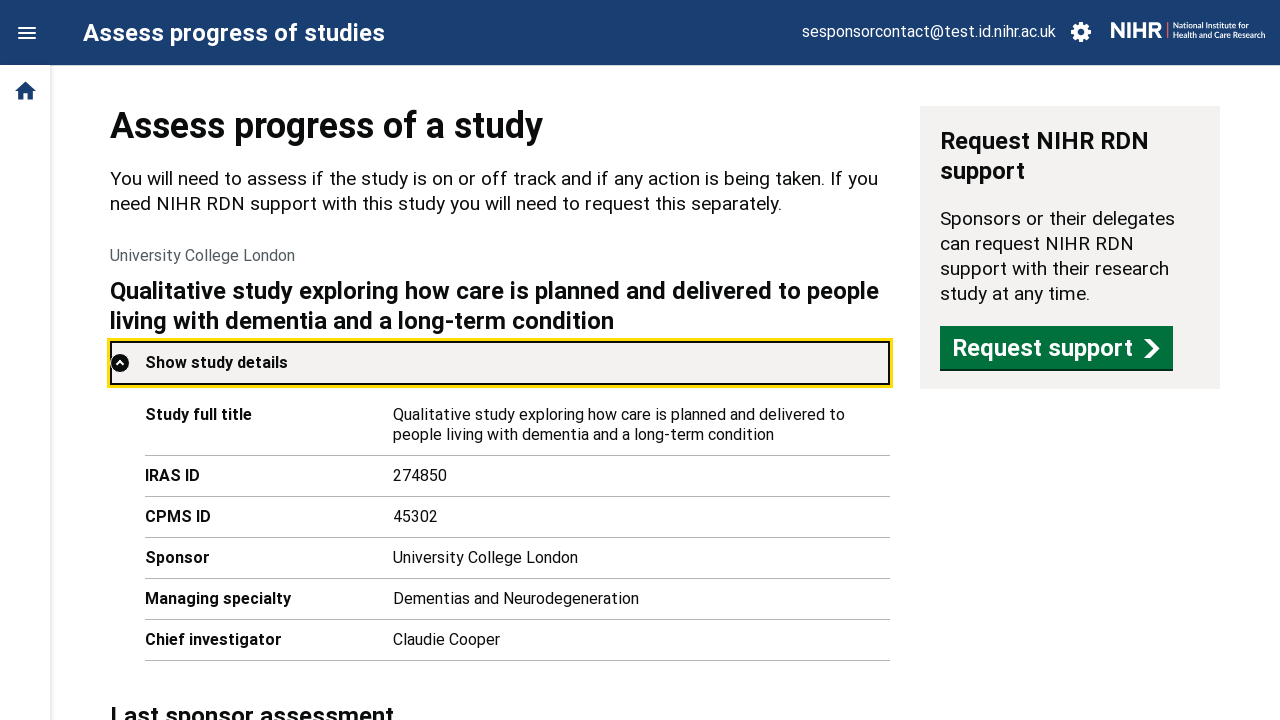 Assess progress of studies
sesponsorcontact@test.id.nihr.ac.uk
NIHR | National Institute for
Health and Care Research
Assess progress of a study
You will need to assess if the study is on or off track and if any action is being taken. If you
need NIHR RDN support with this study you will need to request this separately.
University College London
Qualitative study exploring how care is planned and delivered to people
living with dementia and a long-term condition
Show study details
Study full title
Qualitative study exploring how care is planned and delivered to
people living with dementia and a long-term condition
IRAS ID
274850
CPMS ID
45302
Sponsor
University College London
Managing specialty
Dementias and Neurodegeneration
Chief investigator
Claudie Cooper
Last sponsor assessment
Request NIHR RDN
support
Sponsors or their delegates
can request NIHR RDN
support with their research
study at any time.
Request support